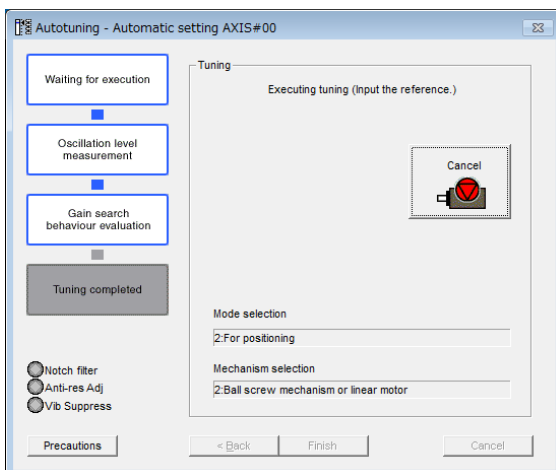 Autotuning - Automatic setting AXIS#00
Waiting for execution
Oscillation level
measurement
Gain search
behaviour evaluation
Tuning completed
Notch filter
Anti-res Adj
Vib Suppress
Precautions
Tuning
Executing tuning (Input the reference.)
Cancel
Mode selection
2:For positioning
Mechanism selection
2:Ball screw mechanism or linear motor
< Back
Finish
Cancel